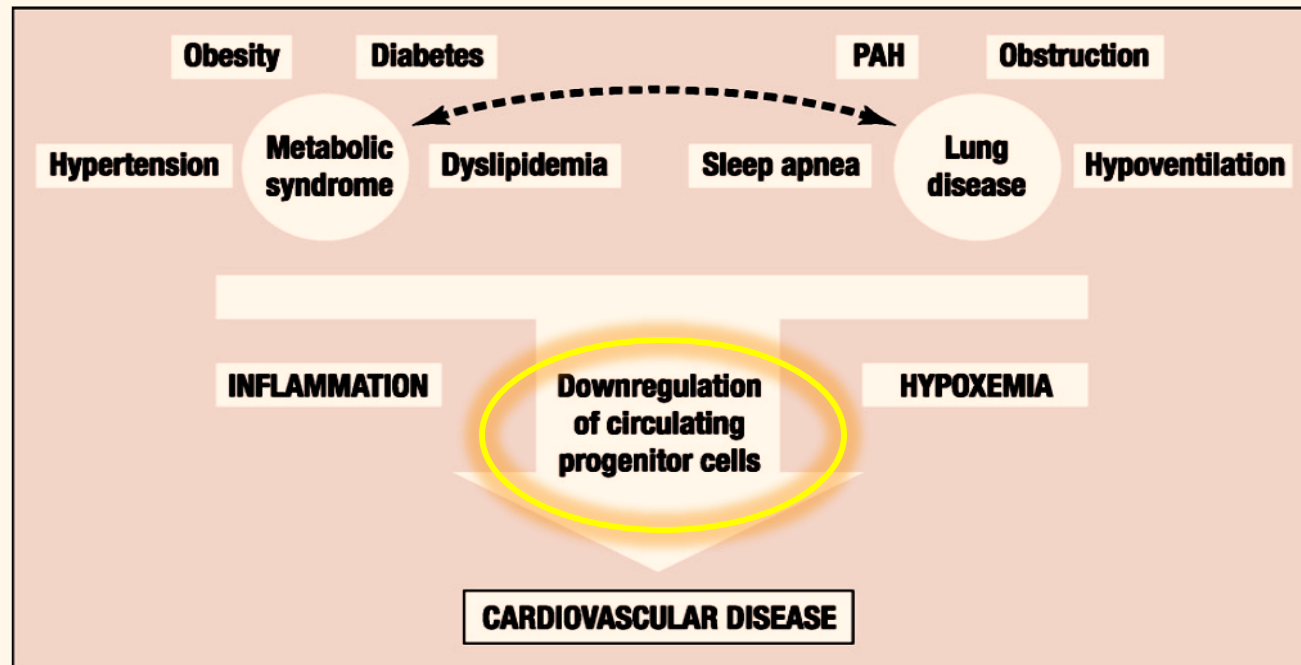 Obesity
Diabetes
PAH
Obstruction
Hypertension
Metabolic
syndrome
Dyslipidemia
Sleep apnea
Lung
disease
Hypoventilation
INFLAMMATION
Downregulation
of circulating
progenitor cells
HYPOXEMIA
CARDIOVASCULAR DISEASE